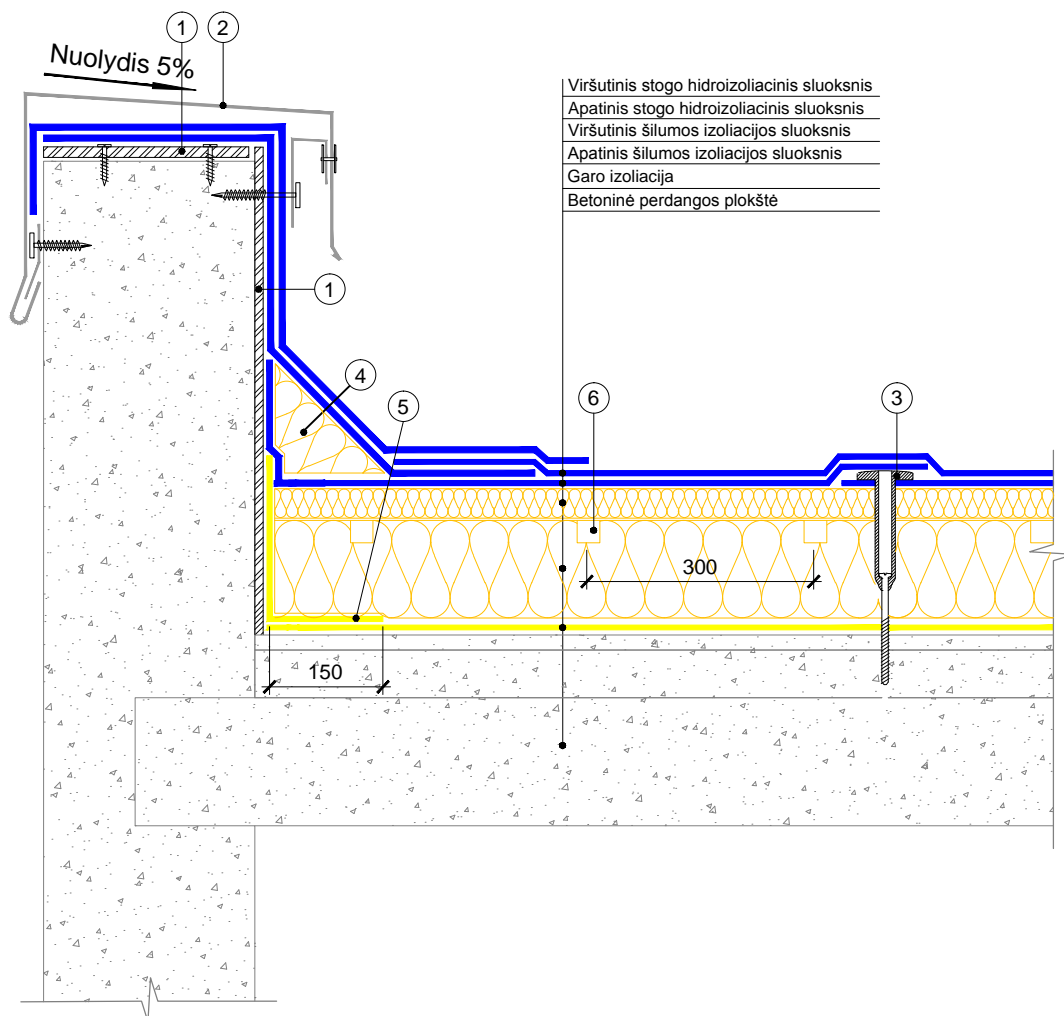 1
2
Nuolydis 5%
Viršutinis stogo hidroizoliacinis sluoksnis
Apatinis stogo hidroizoliacinis sluoksnis
Viršutinis šilumos izoliacijos sluoksnis
Apatinis šilumos izoliacijos sluoksnis
Garo izoliacija
Betoninė perdangos plokštė
1
1
4
5
6
3
300
150